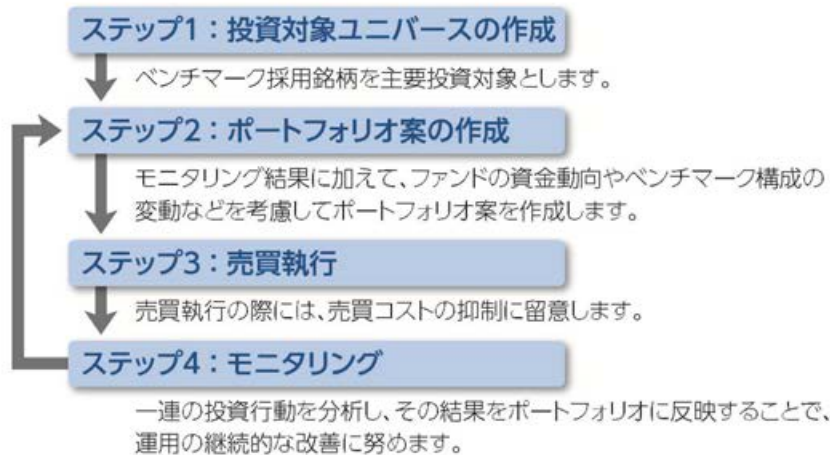 ステップ1：投資対象ユニバースの作成
ベンチマーク採用銘柄を主要投資対象とします。
ステップ2：ポートフォリオ案の作成
モニタリング結果に加えて、ファンドの資金動向やベンチマーク構成の
変動などを考慮してポートフォリオ案を作成します。
ステップ3：売買執行
売買執行の際には、売買コストの抑制に留意します。
ステップ4：モニタリング
一連の投資行動を分析し、その結果をポートフォリオに反映することで、
運用の継続的な改善に努めます。